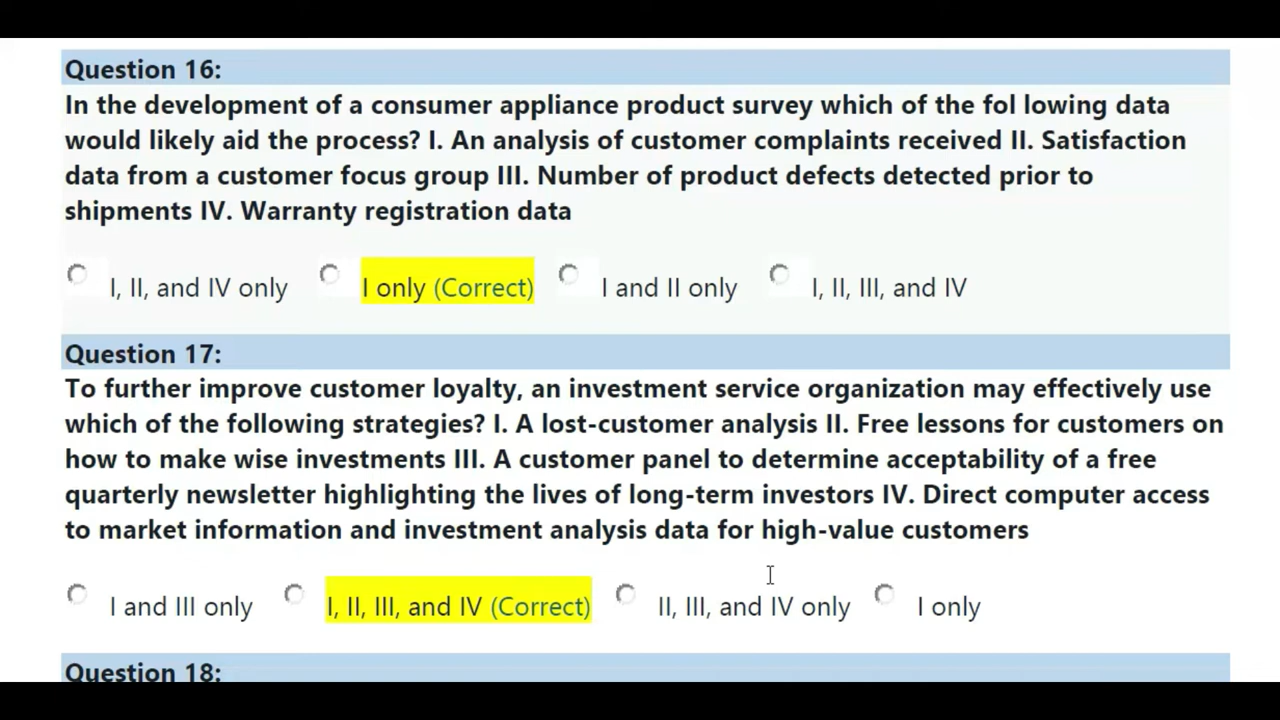 Question 16:
In the development of a consumer appliance product survey which of the fol lowing data
would likely aid the process? I. An analysis of customer complaints received II. Satisfaction
data from a customer focus group III. Number of product defects detected prior to
shipments IV. Warranty registration data
I, II, and IV only I only (Correct) I and II only I, II, III, and IV
Question 17:
To further improve customer loyalty, an investment service organization may effectively use
which of the following strategies? I. A lost-customer analysis II. Free lessons for customers on
how to make wise investments III. A customer panel to determine acceptability of a free
quarterly newsletter highlighting the lives of long-term investors IV. Direct computer access
to market information and investment analysis data for high-value customers
I and III only I, II, III, and IV (Correct) II, III, and IV only I only
Question 18: